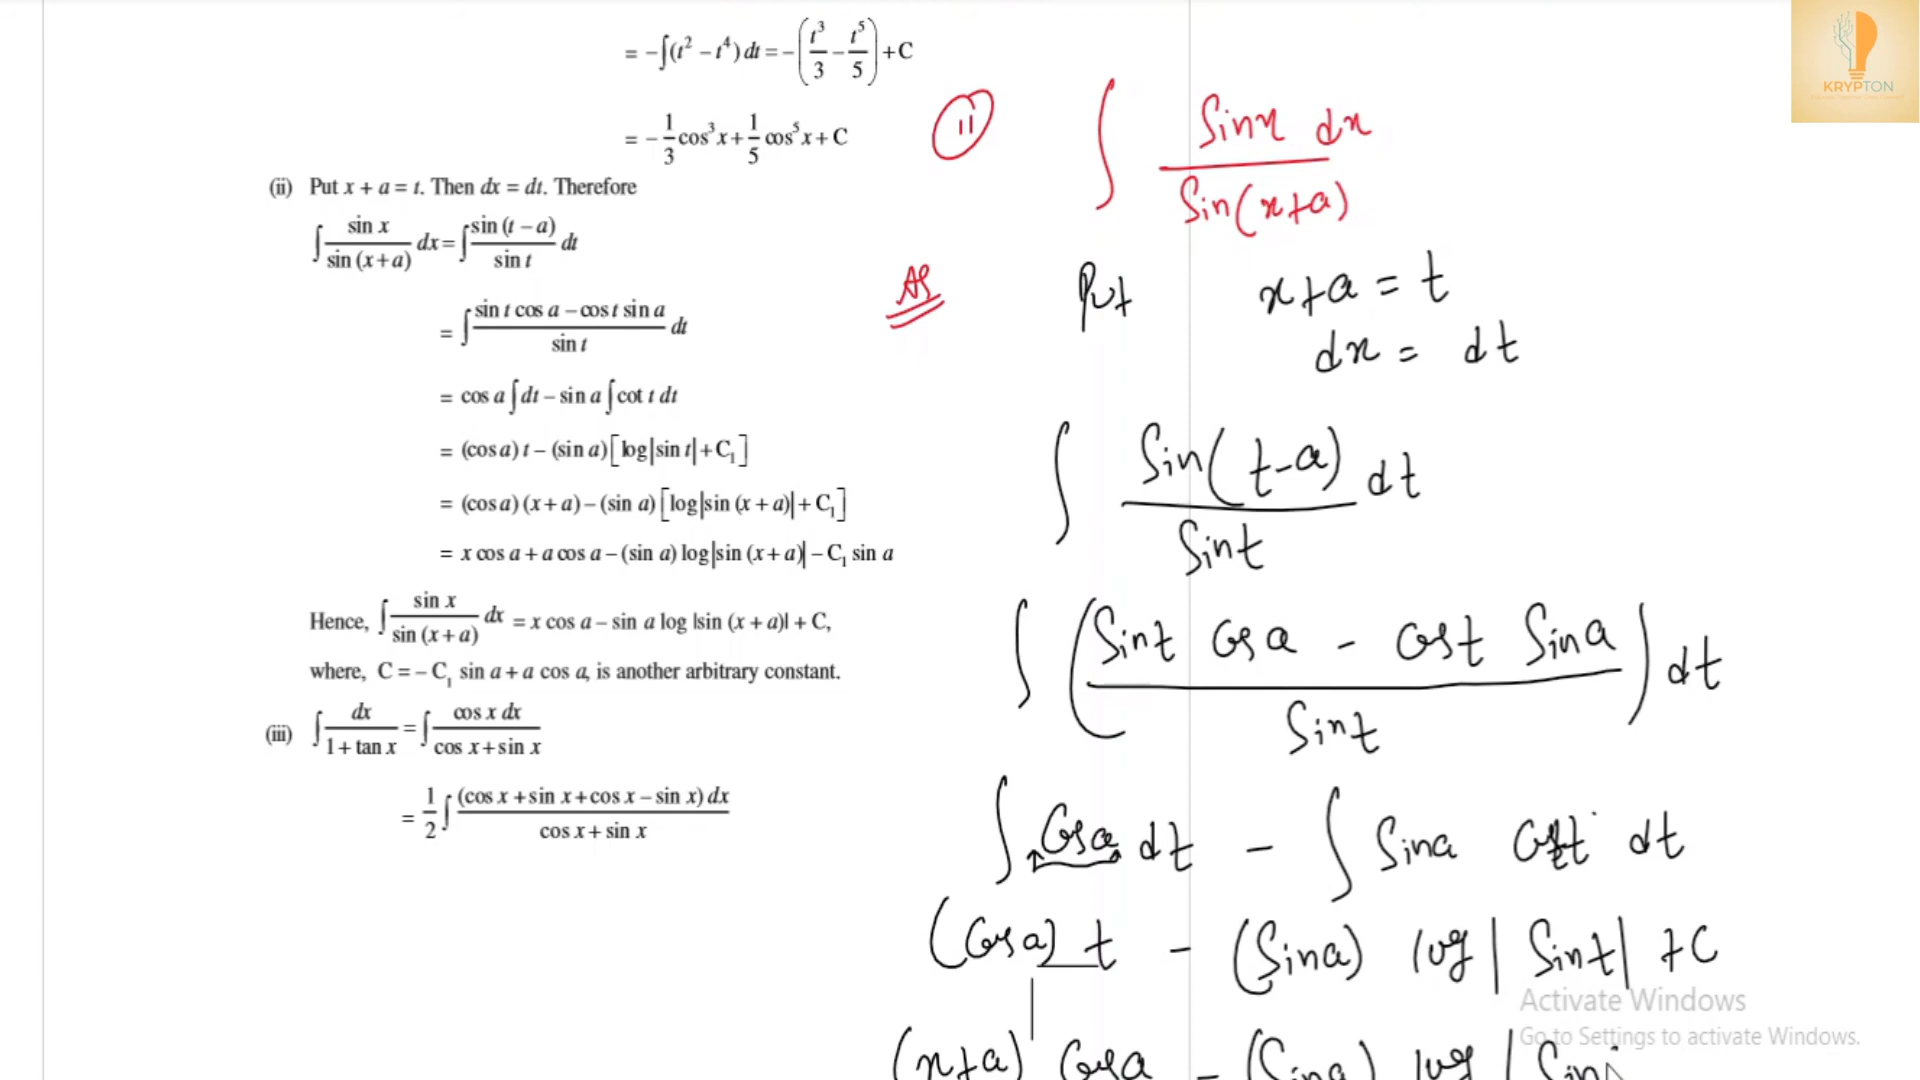 = -∫(t² - t⁴) dt = -(t³/3 - t⁵/5) + C
= -1/3 cos³x + 1/5 cos⁵x + C
(ii) Put x + a = t. Then dx = dt. Therefore
∫ sin x / sin (x+a) dx = ∫ sin (t – a) / sin t dt
= ∫ sin t cos a – cos t sin a / sin t dt
= cos a ∫dt – sin a ∫cot t dt
= (cos a) t – (sin a) [log|sin t| + C₁]
= (cos a) (x + a) – (sin a) [log|sin (x + a)| + C₁]
= x cos a + a cos a – (sin a) log|sin (x + a)| – C₁ sin a
Hence, ∫ sin x / sin (x + a) dx = x cos a – sin a log |sin (x + a)| + C,
where, C = – C₁ sin a + a cos a, is another arbitrary constant.
(iii) ∫ dx / 1 + tan x = ∫ cos x dx / cos x + sin x
= 1/2 ∫ (cos x + sin x + cos x – sin x) dx / cos x + sin x
KRYPTON
11 ∫ Sinx dx / Sin(x+a)
Put x+a = t
dx = dt
∫ Sin(t-a) / Sint dt
∫ (Sint Cosa - Cost Sina / Sint) dt
∫ Cosa dt - ∫ Sina Cott dt
(Cosa) t - (Sina) log | Sint| + C
(x+a) Cosa - (Sina) log | Sin
Activate Windows
Go to Settings to activate Windows.